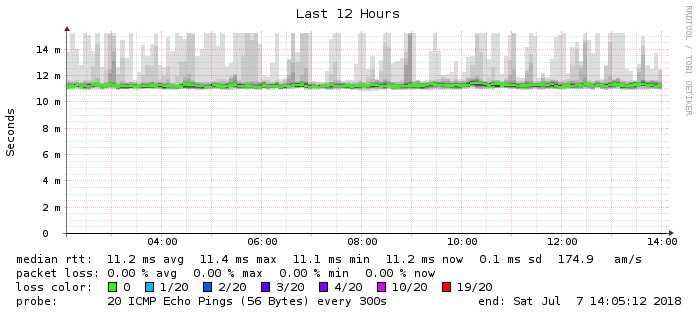 Last 12 Hours
RRDTOOL / TOBI OETIKER
Seconds
14 m
12 m
10 m
8 m
6 m
4 m
2 m
0
04:00 06:00 08:00 10:00 12:00 14:00
median rtt: 11.2 ms avg 11.4 ms max 11.1 ms min 11.2 ms now 0.1 ms sd 174.9 am/s
packet loss: 0.00 % avg 0.00 % max 0.00 % min 0.00 % now
loss color: 0 1/20 2/20 3/20 4/20 10/20 19/20
probe: 20 ICMP Echo Pings (56 Bytes) every 300s end: Sat Jul 7 14:05:12 2018